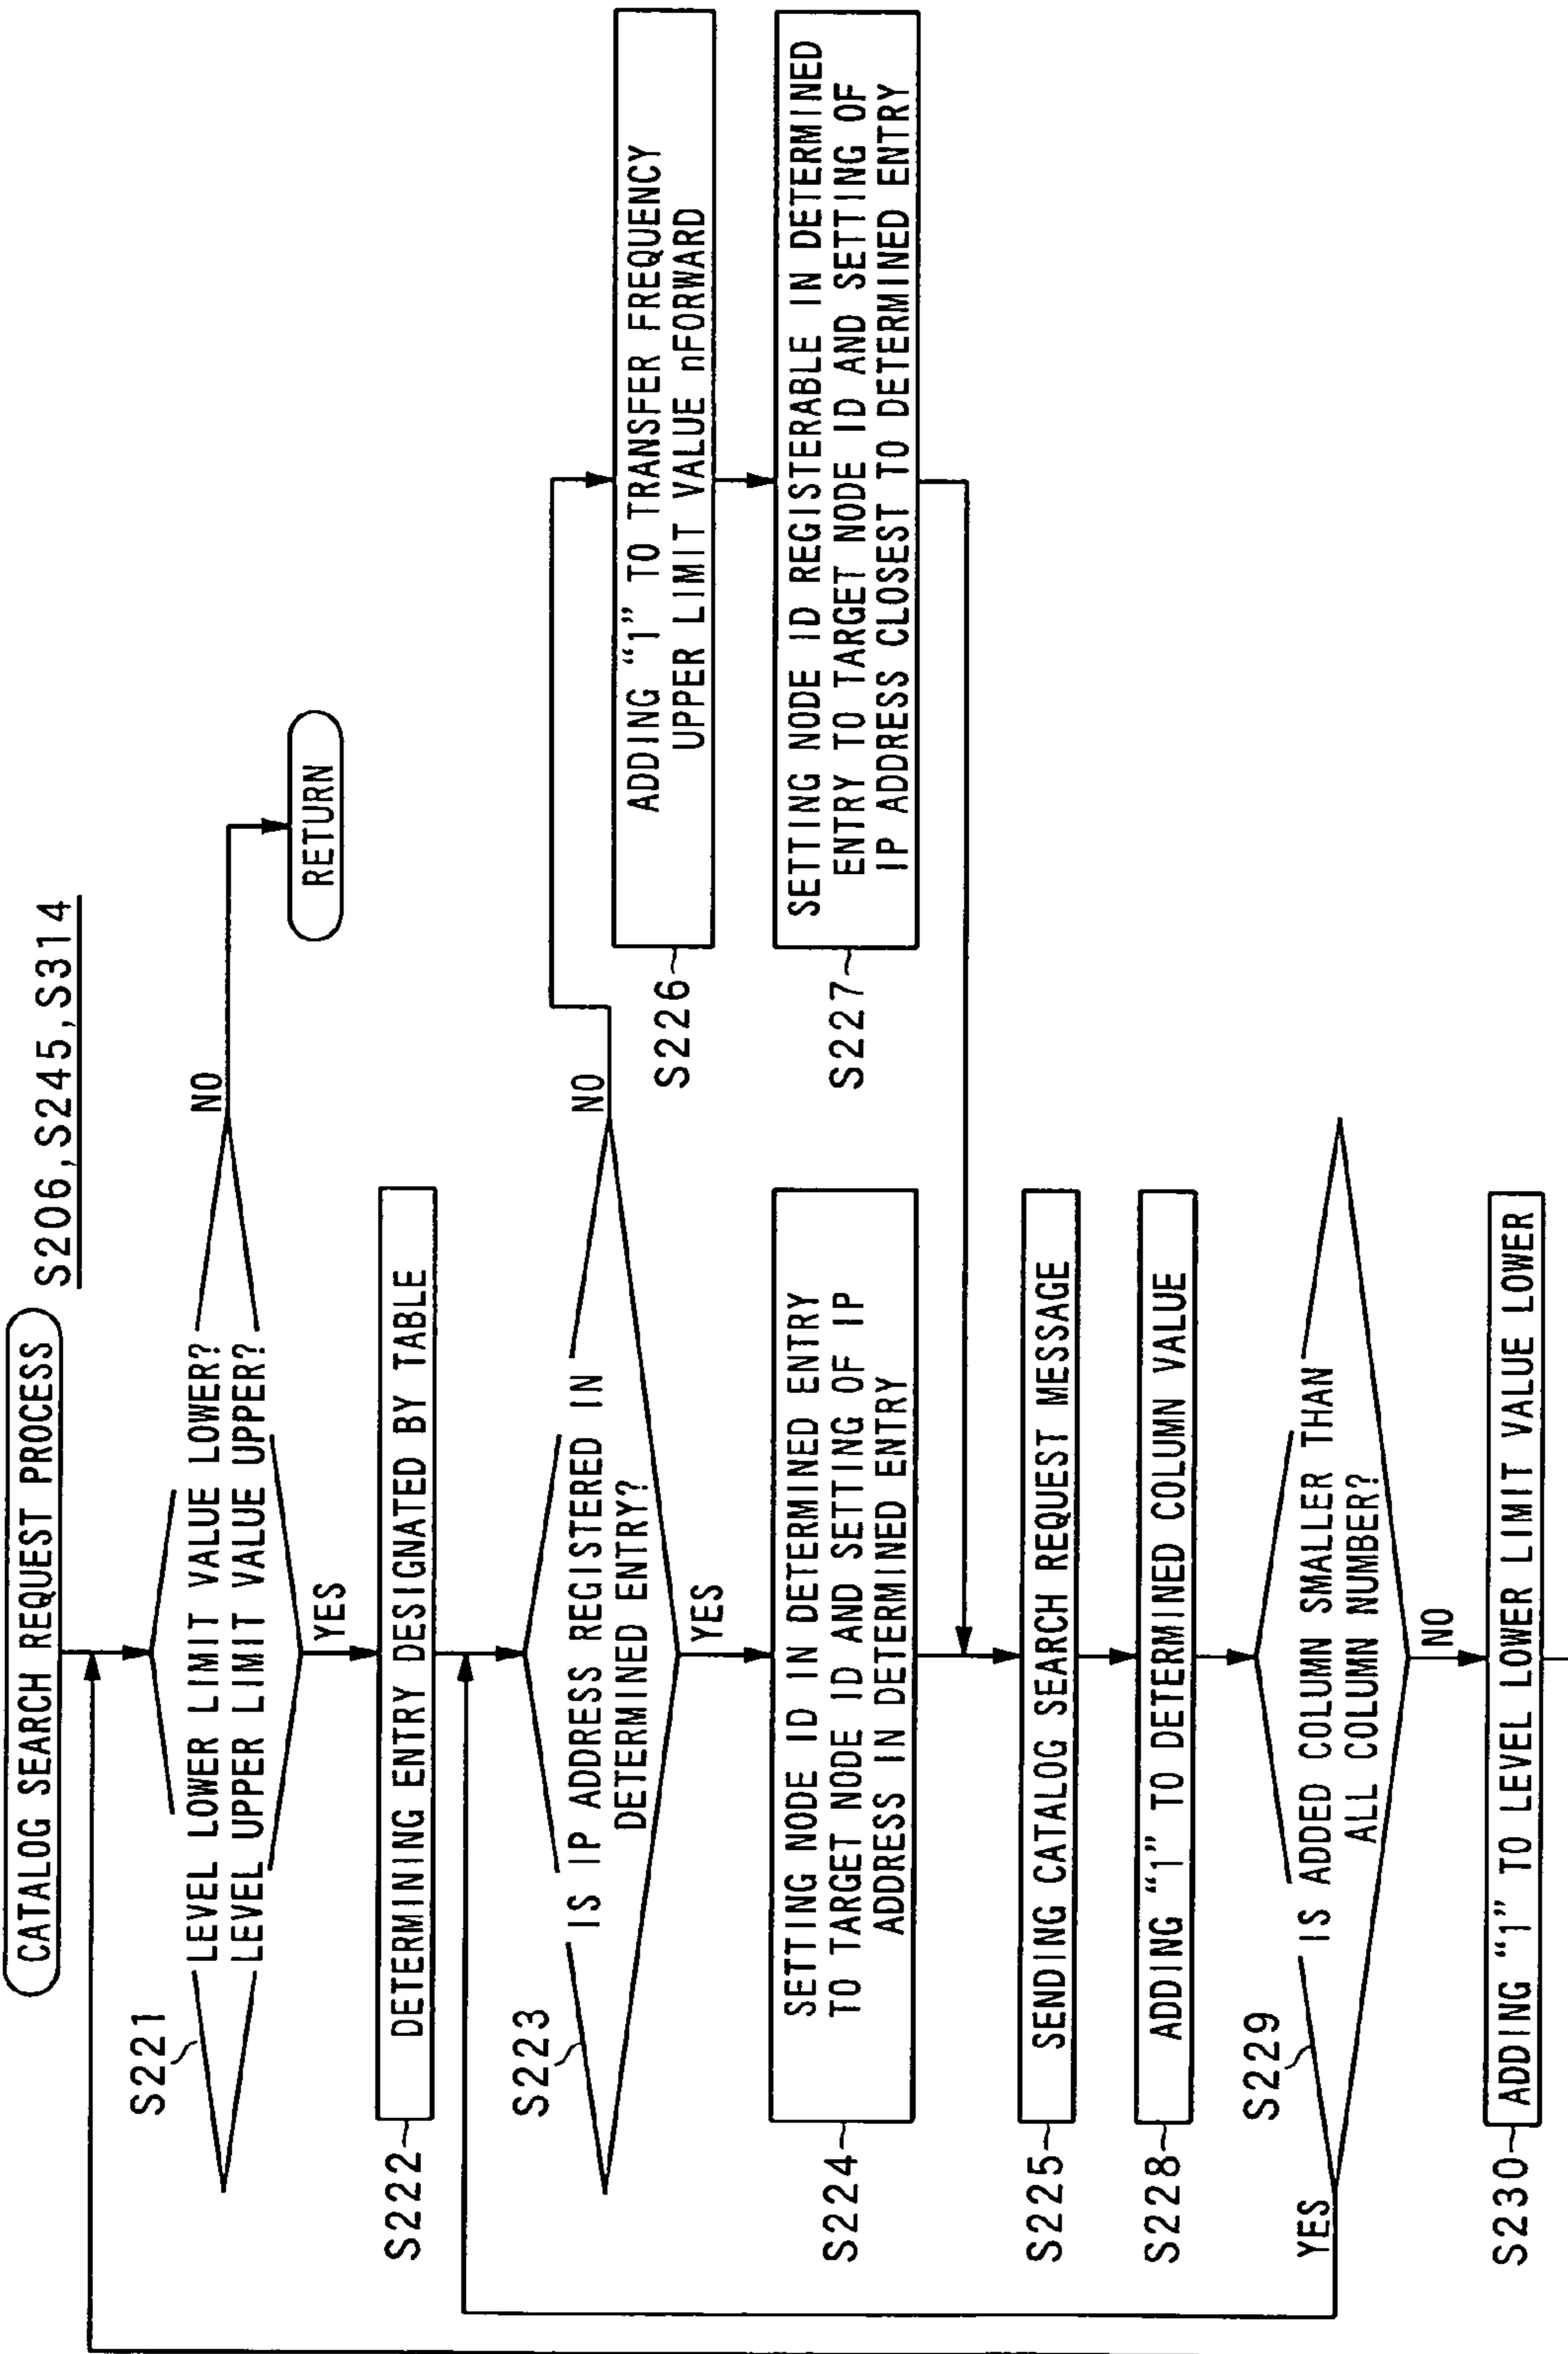 CATALOG SEARCH REQUEST PROCESS
S206,S245,S314
S221
LEVEL LOWER LIMIT VALUE LOWER?
LEVEL UPPER LIMIT VALUE UPPER?
NO
RETURN
YES
S222
DETERMINING ENTRY DESIGNATED BY TABLE
S223
IS IP ADDRESS REGISTERED IN
DETERMINED ENTRY?
NO
YES
S226
ADDING “1” TO TRANSFER FREQUENCY
UPPER LIMIT VALUE nFORWARD
S227
SETTING NODE ID REGISTERABLE IN DETERMINED
ENTRY TO TARGET NODE ID AND SETTING OF
IP ADDRESS CLOSEST TO DETERMINED ENTRY
S224
SETTING NODE ID IN DETERMINED ENTRY
TO TARGET NODE ID AND SETTING OF IP
ADDRESS IN DETERMINED ENTRY
S225
SENDING CATALOG SEARCH REQUEST MESSAGE
S228
ADDING “1” TO DETERMINED COLUMN VALUE
S229
IS ADDED COLUMN SMALLER THAN
ALL COLUMN NUMBER?
YES
NO
S230
ADDING “1” TO LEVEL LOWER LIMIT VALUE LOWER